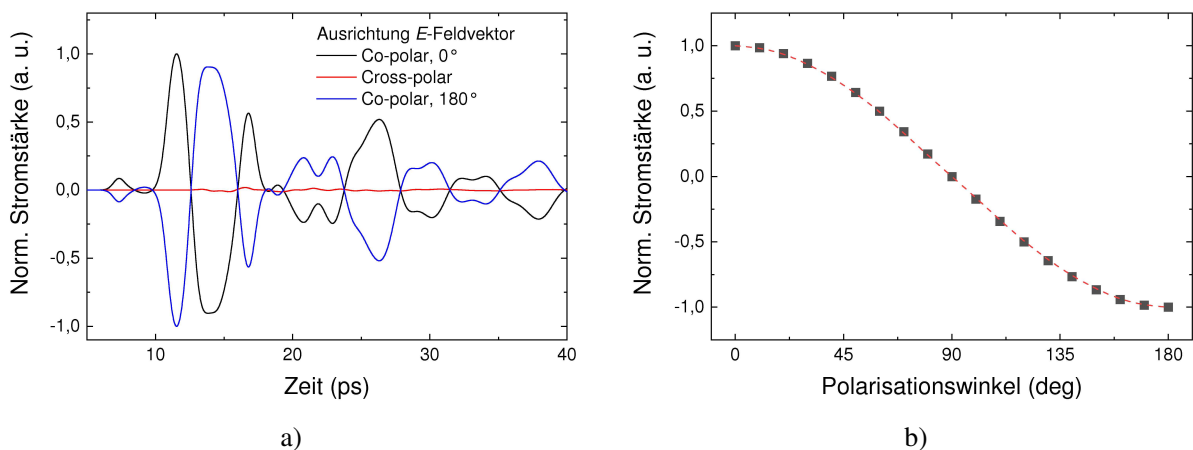 Norm. Stromstärke (a. u.)
1,0
0,5
0,0
-0,5
-1,0
Ausrichtung E-Feldvektor
Co-polar, 0°
Cross-polar
Co-polar, 180°
10
20
30
40
Zeit (ps)
a)
Norm. Stromstärke (a. u.)
1,0
0,5
0,0
-0,5
-1,0
0
45
90
135
180
Polarisationswinkel (deg)
b)